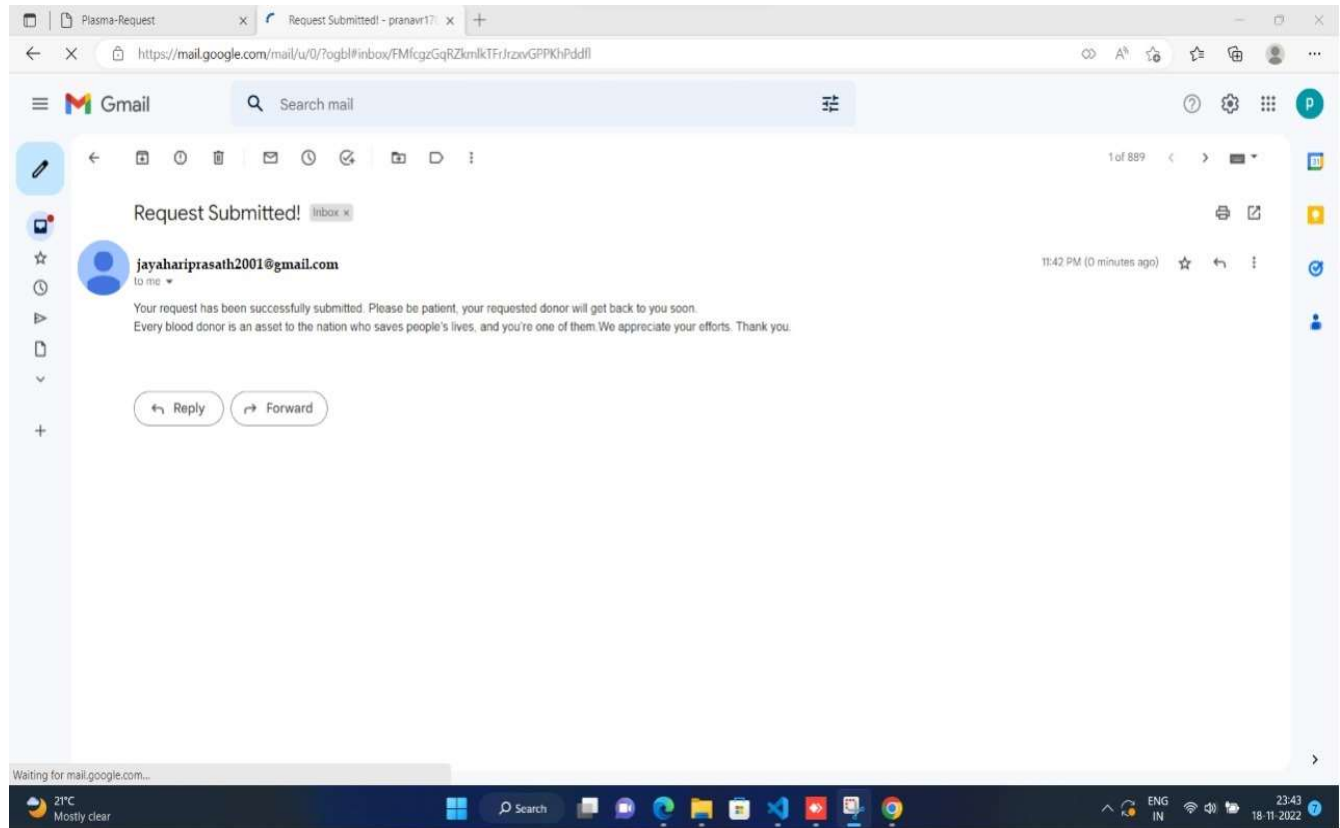 Plasma-Request
Request Submitted! - pranavr17
https://mail.google.com/mail/u/0/?ogbl#inbox/
Gmail
Search mail
P
1 of 889
31
Request Submitted! Inbox x
jayahariprasath2001@gmail.com
11:42 PM (0 minutes ago)
to me
Your request has been successfully submitted. Please be patient, your requested donor will get back to you soon.
Every blood donor is an asset to the nation who saves people's lives, and you're one of them.We appreciate your efforts. Thank you.
Reply
Forward
Waiting for mail.google.com...
21°C
Mostly clear
Search
ENG
IN
23:43
18-11-2022
7